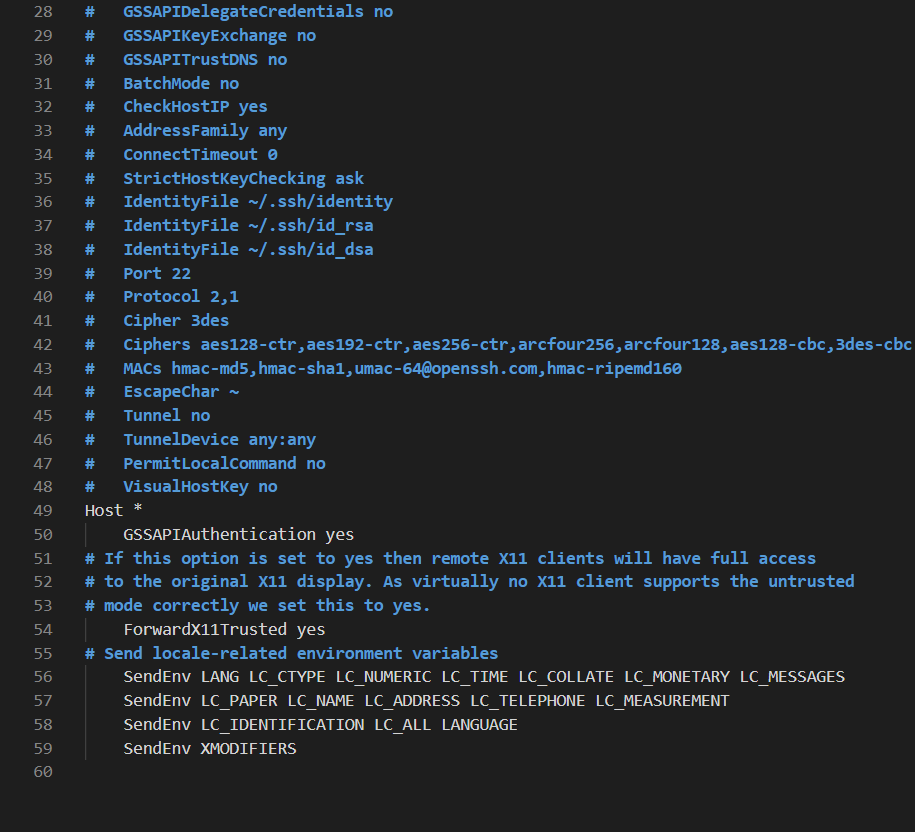 28 #   GSSAPIDelegateCredentials no
29 #   GSSAPIKeyExchange no
30 #   GSSAPITrustDNS no
31 #   BatchMode no
32 #   CheckHostIP yes
33 #   AddressFamily any
34 #   ConnectTimeout 0
35 #   StrictHostKeyChecking ask
36 #   IdentityFile ~/.ssh/identity
37 #   IdentityFile ~/.ssh/id_rsa
38 #   IdentityFile ~/.ssh/id_dsa
39 #   Port 22
40 #   Protocol 2,1
41 #   Cipher 3des
42 #   Ciphers aes128-ctr,aes192-ctr,aes256-ctr,arcfour256,arcfour128,aes128-cbc,3des-cbc
43 #   MACs hmac-md5,hmac-sha1,umac-64@openssh.com,hmac-ripemd160
44 #   EscapeChar ~
45 #   Tunnel no
46 #   TunnelDevice any:any
47 #   PermitLocalCommand no
48 #   VisualHostKey no
49 Host *
50     GSSAPIAuthentication yes
51 # If this option is set to yes then remote X11 clients will have full access
52 # to the original X11 display. As virtually no X11 client supports the untrusted
53 # mode correctly we set this to yes.
54     ForwardX11Trusted yes
55 # Send locale-related environment variables
56     SendEnv LANG LC_CTYPE LC_NUMERIC LC_TIME LC_COLLATE LC_MONETARY LC_MESSAGES
57     SendEnv LC_PAPER LC_NAME LC_ADDRESS LC_TELEPHONE LC_MEASUREMENT
58     SendEnv LC_IDENTIFICATION LC_ALL LANGUAGE
59     SendEnv XMODIFIERS
60